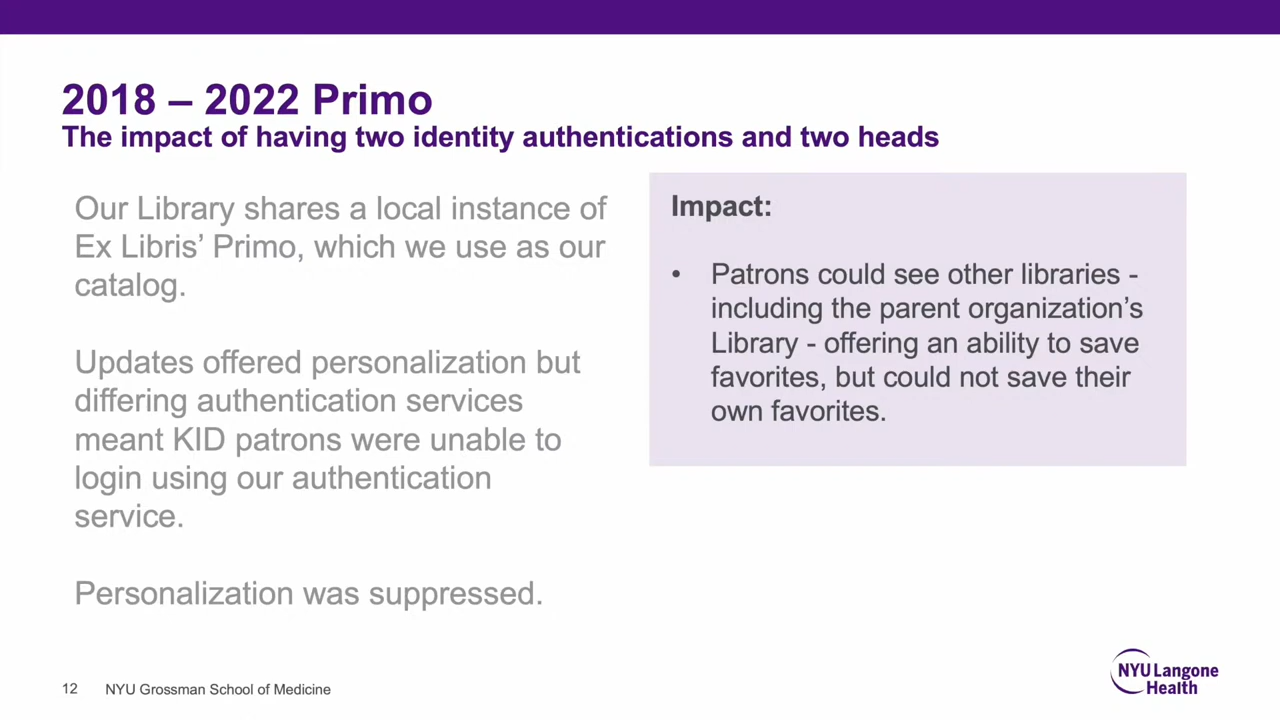 2018 – 2022 Primo
The impact of having two identity authentications and two heads
Our Library shares a local instance of
Ex Libris’ Primo, which we use as our
catalog.
Updates offered personalization but
differing authentication services
meant KID patrons were unable to
login using our authentication
service.
Personalization was suppressed.
Impact:
• Patrons could see other libraries -
including the parent organization’s
Library - offering an ability to save
favorites, but could not save their
own favorites.
12 NYU Grossman School of Medicine
NYU Langone
Health